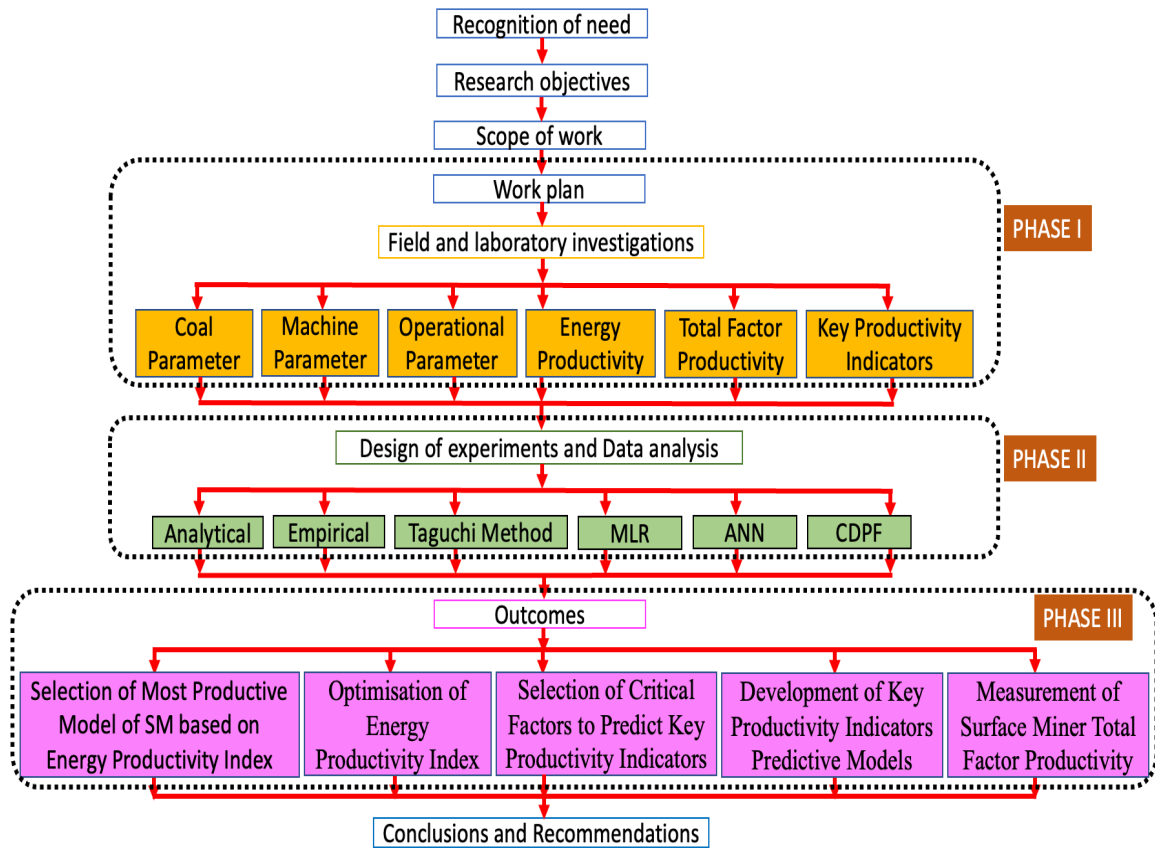 Recognition of need
Research objectives
Scope of work
Work plan
PHASE I
Field and laboratory investigations
Coal
Parameter
Machine
Parameter
Operational
Parameter
Energy
Productivity
Total Factor
Productivity
Key Productivity
Indicators
Design of experiments and Data analysis
PHASE II
Analytical
Empirical
Taguchi Method
MLR
ANN
CDPF
Outcomes
PHASE III
Selection of Most Productive
Model of SM based on
Energy Productivity Index
Optimisation of
Energy
Productivity Index
Selection of Critical
Factors to Predict Key
Productivity Indicators
Development of Key
Productivity Indicators
Predictive Models
Measurement of
Surface Miner Total
Factor Productivity
Conclusions and Recommendations